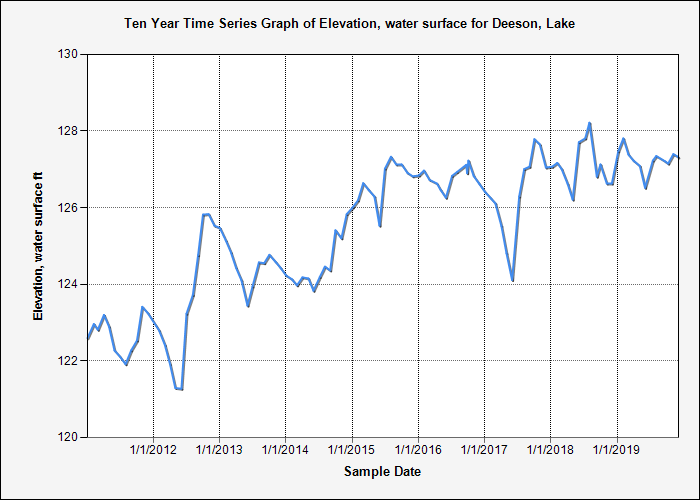 Ten Year Time Series Graph of Elevation, water surface for Deeson, Lake
Elevation, water surface ft
130
128
126
124
122
120
1/1/2012 1/1/2013 1/1/2014 1/1/2015 1/1/2016 1/1/2017 1/1/2018 1/1/2019
Sample Date